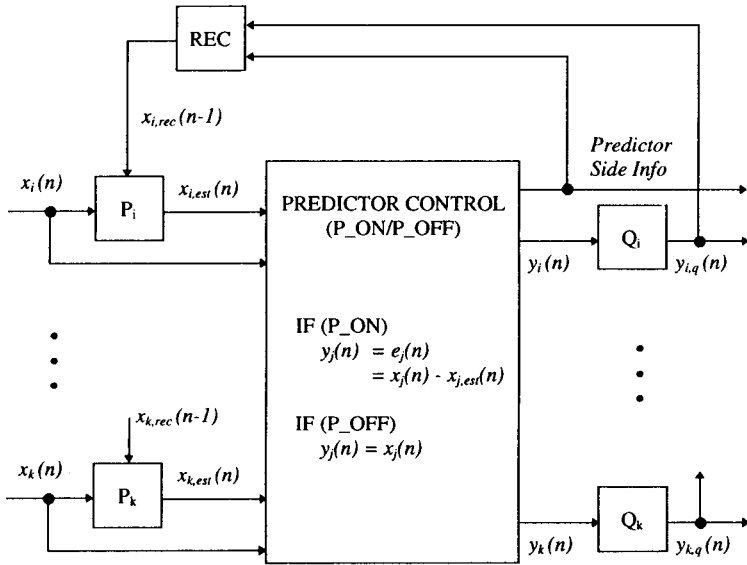 REC
x_{i,rec}(n-1)
Predictor
Side Info
x_i(n)
P_i
x_{i,est}(n)
PREDICTOR CONTROL
(P_ON/P_OFF)
y_i(n)
Q_i
y_{i,q}(n)
IF (P_ON)
y_j(n) = e_j(n)
= x_j(n) - x_{j,est}(n)
IF (P_OFF)
y_j(n) = x_j(n)
x_{k,rec}(n-1)
x_k(n)
P_k
x_{k,est}(n)
y_k(n)
Q_k
y_{k,q}(n)